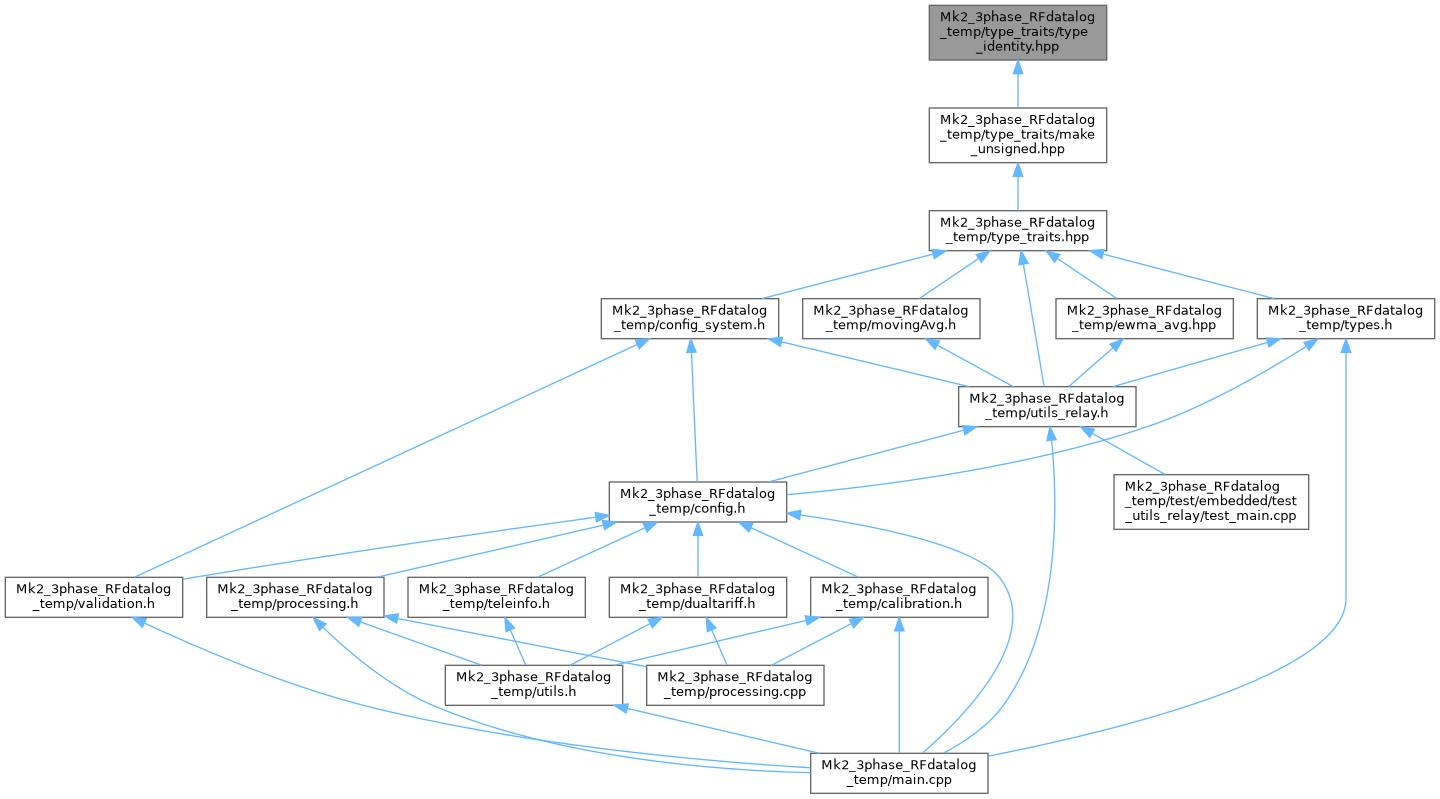 Mk2_3phase_RFdatalog
_temp/type_traits/type
_identity.hpp
Mk2_3phase_RFdatalog
_temp/type_traits/make
_unsigned.hpp
Mk2_3phase_RFdatalog
_temp/type_traits.hpp
Mk2_3phase_RFdatalog
_temp/config_system.h
Mk2_3phase_RFdatalog
_temp/movingAvg.h
Mk2_3phase_RFdatalog
_temp/ewma_avg.hpp
Mk2_3phase_RFdatalog
_temp/types.h
Mk2_3phase_RFdatalog
_temp/utils_relay.h
Mk2_3phase_RFdatalog
_temp/config.h
Mk2_3phase_RFdatalog
_temp/test/embedded/test
_utils_relay/test_main.cpp
Mk2_3phase_RFdatalog
_temp/validation.h
Mk2_3phase_RFdatalog
_temp/processing.h
Mk2_3phase_RFdatalog
_temp/teleinfo.h
Mk2_3phase_RFdatalog
_temp/dualtariff.h
Mk2_3phase_RFdatalog
_temp/calibration.h
Mk2_3phase_RFdatalog
_temp/utils.h
Mk2_3phase_RFdatalog
_temp/processing.cpp
Mk2_3phase_RFdatalog
_temp/main.cpp